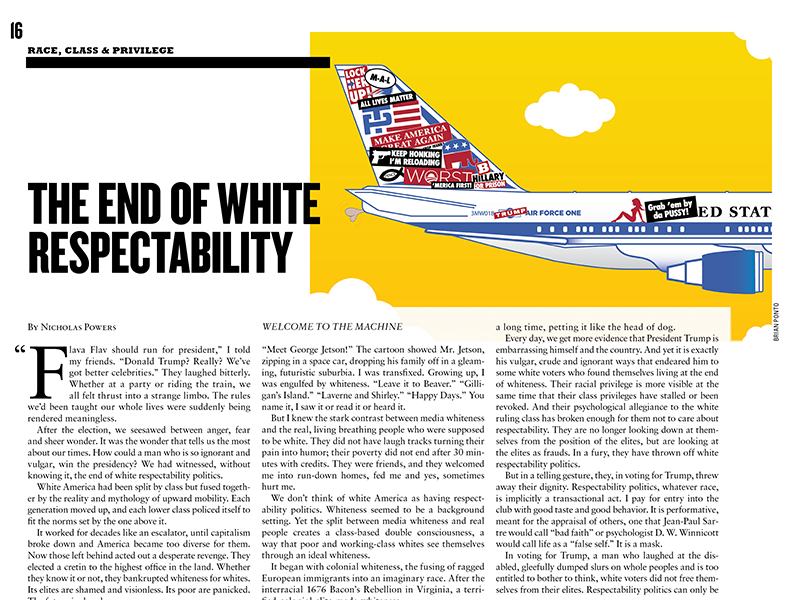 16
RACE, CLASS & PRIVILEGE
THE END OF WHITE
RESPECTABILITY
LOCK
HER
UP!
M-A-L
ALL LIVES MATTER
MAKE AMERICA
GREAT AGAIN
KEEP HONKING
I'M RELOADING
WORST
'MERICA FIRST!
HILLARY
FOR PRISON
3MW01B
TRUMP
AIR FORCE ONE
Grab 'em by
da PUSSY!
ED STAT
BRIAN PONTO
By Nicholas Powers
“Flava Flav should run for president,” I told
my friends. “Donald Trump? Really? We’ve
got better celebrities.” They laughed bitterly.
Whether at a party or riding the train, we
all felt thrust into a strange limbo. The rules
we’d been taught our whole lives were suddenly being
rendered meaningless.
After the election, we seesawed between anger, fear
and sheer wonder. It was the wonder that tells us the most
about our times. How could a man who is so ignorant and
vulgar, win the presidency? We had witnessed, without
knowing it, the end of white respectability politics.
White America had been split by class but fused togeth-
er by the reality and mythology of upward mobility. Each
generation moved up, and each lower class policed itself to
fit the norms set by the one above it.
It worked for decades like an escalator, until capitalism
broke down and America became too diverse for them.
Now those left behind acted out a desperate revenge. They
elected a cretin to the highest office in the land. Whether
they know it or not, they bankrupted whiteness for whites.
Its elites are shamed and visionless. Its poor are panicked.
WELCOME TO THE MACHINE
“Meet George Jetson!” The cartoon showed Mr. Jetson,
zipping in a space car, dropping his family off in a gleam-
ing, futuristic suburbia. I was transfixed. Growing up, I
was engulfed by whiteness. “Leave it to Beaver.” “Gilli-
gan’s Island.” “Laverne and Shirley.” “Happy Days.” You
name it, I saw it or read it or heard it.
But I knew the stark contrast between media whiteness
and the real, living breathing people who were supposed
to be white. They did not have laugh tracks turning their
pain into humor; their poverty did not end after 30 min-
utes with credits. They were friends, and they welcomed
me into run-down homes, fed me and yes, sometimes
hurt me.
We don’t think of white America as having respect-
ability politics. Whiteness seemed to be a background
setting. Yet the split between media whiteness and real
people creates a class-based double consciousness, a
way that poor and working-class whites see themselves
through an ideal whiteness.
It began with colonial whiteness, the fusing of ragged
European immigrants into an imaginary race. After the
interracial 1676 Bacon’s Rebellion in Virginia, a terri-
a long time, petting it like the head of dog.
Every day, we get more evidence that President Trump is
embarrassing himself and the country. And yet it is exactly
his vulgar, crude and ignorant ways that endeared him to
some white voters who found themselves living at the end
of whiteness. Their racial privilege is more visible at the
same time that their class privileges have stalled or been
revoked. And their psychological allegiance to the white
ruling class has broken enough for them not to care about
respectability. They are no longer looking down at them-
selves from the position of the elites, but are looking at
the elites as frauds. In a fury, they have thrown off white
respectability politics.
But in a telling gesture, they, in voting for Trump, threw
away their dignity. Respectability politics, whatever race,
is implicitly a transactional act. I pay for entry into the
club with good taste and good behavior. It is performative,
meant for the appraisal of others, one that Jean-Paul Sar-
tre would call “bad faith” or psychologist D. W. Winnicott
would call life as a “false self.” It is a mask.
In voting for Trump, a man who laughed at the dis-
abled, gleefully dumped slurs on whole peoples and is too
entitled to bother to think, white voters did not free them-
selves from their elites. Respectability politics can only be